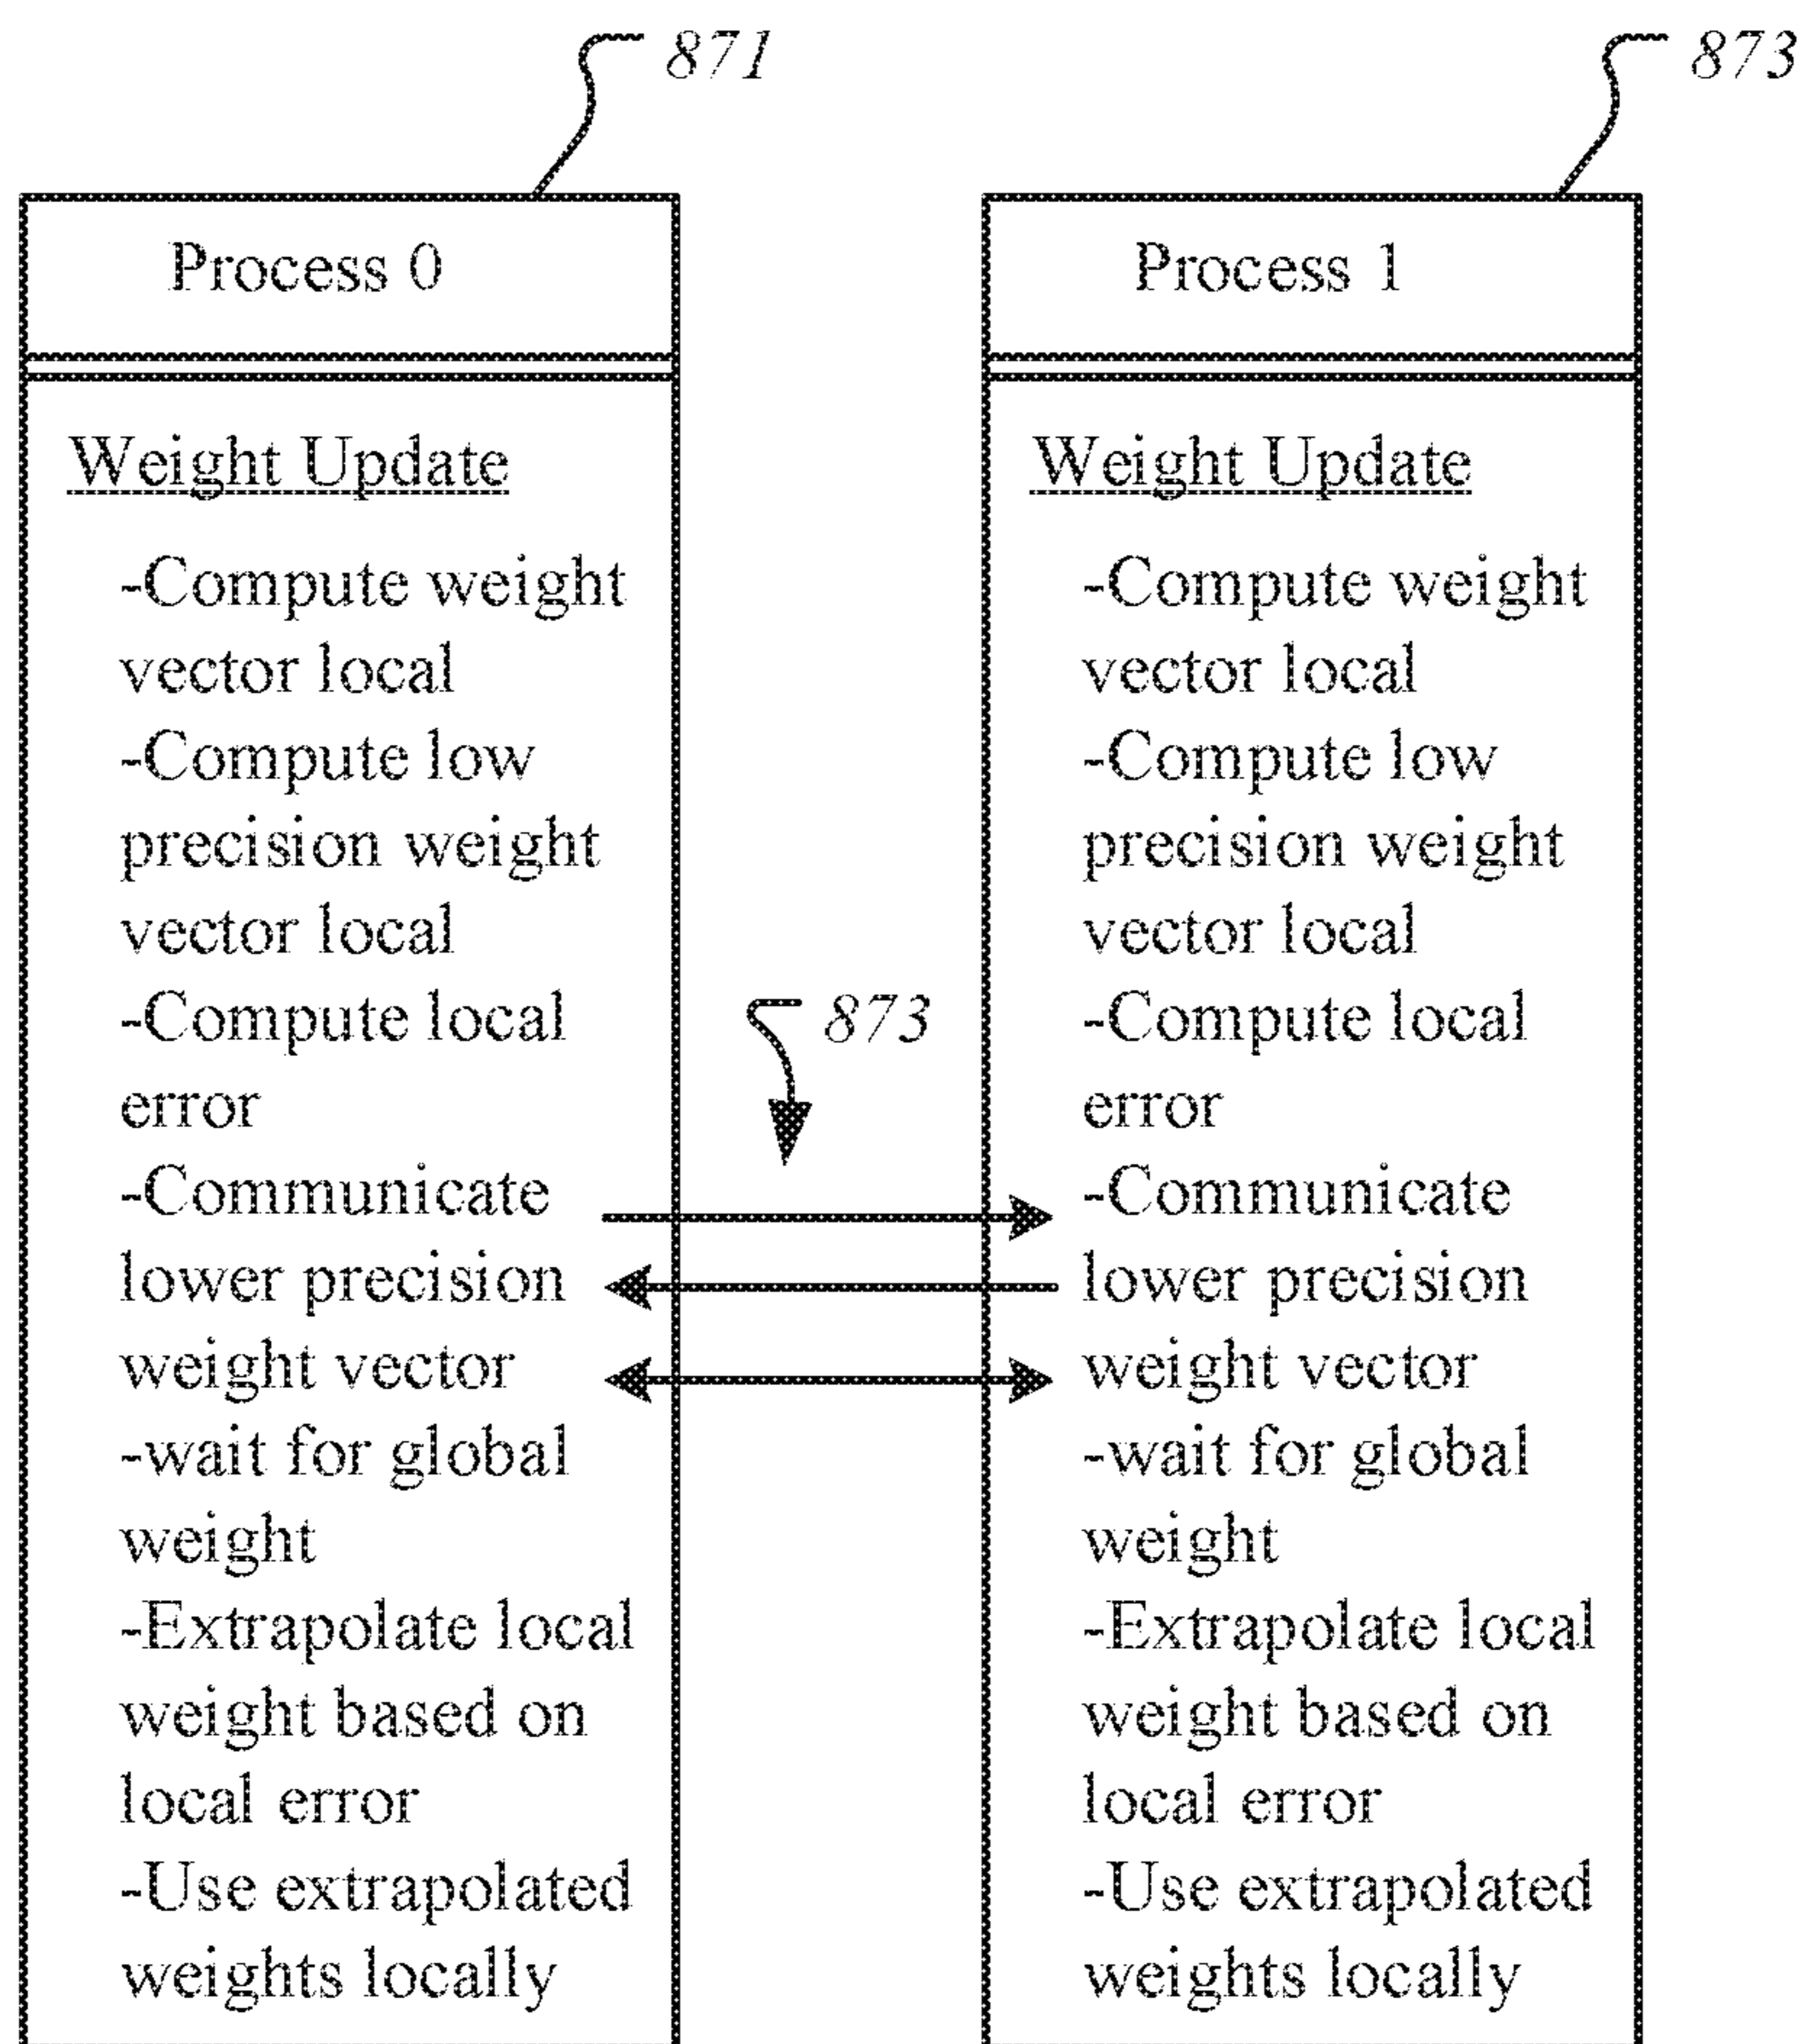 871
873
Process 0
Process 1
Weight Update
-Compute weight
vector local
-Compute low
precision weight
vector local
-Compute local
error
-Communicate
lower precision
weight vector
-wait for global
weight
-Extrapolate local
weight based on
local error
-Use extrapolated
weights locally
873
Weight Update
-Compute weight
vector local
-Compute low
precision weight
vector local
-Compute local
error
-Communicate
lower precision
weight vector
-wait for global
weight
-Extrapolate local
weight based on
local error
-Use extrapolated
weights locally